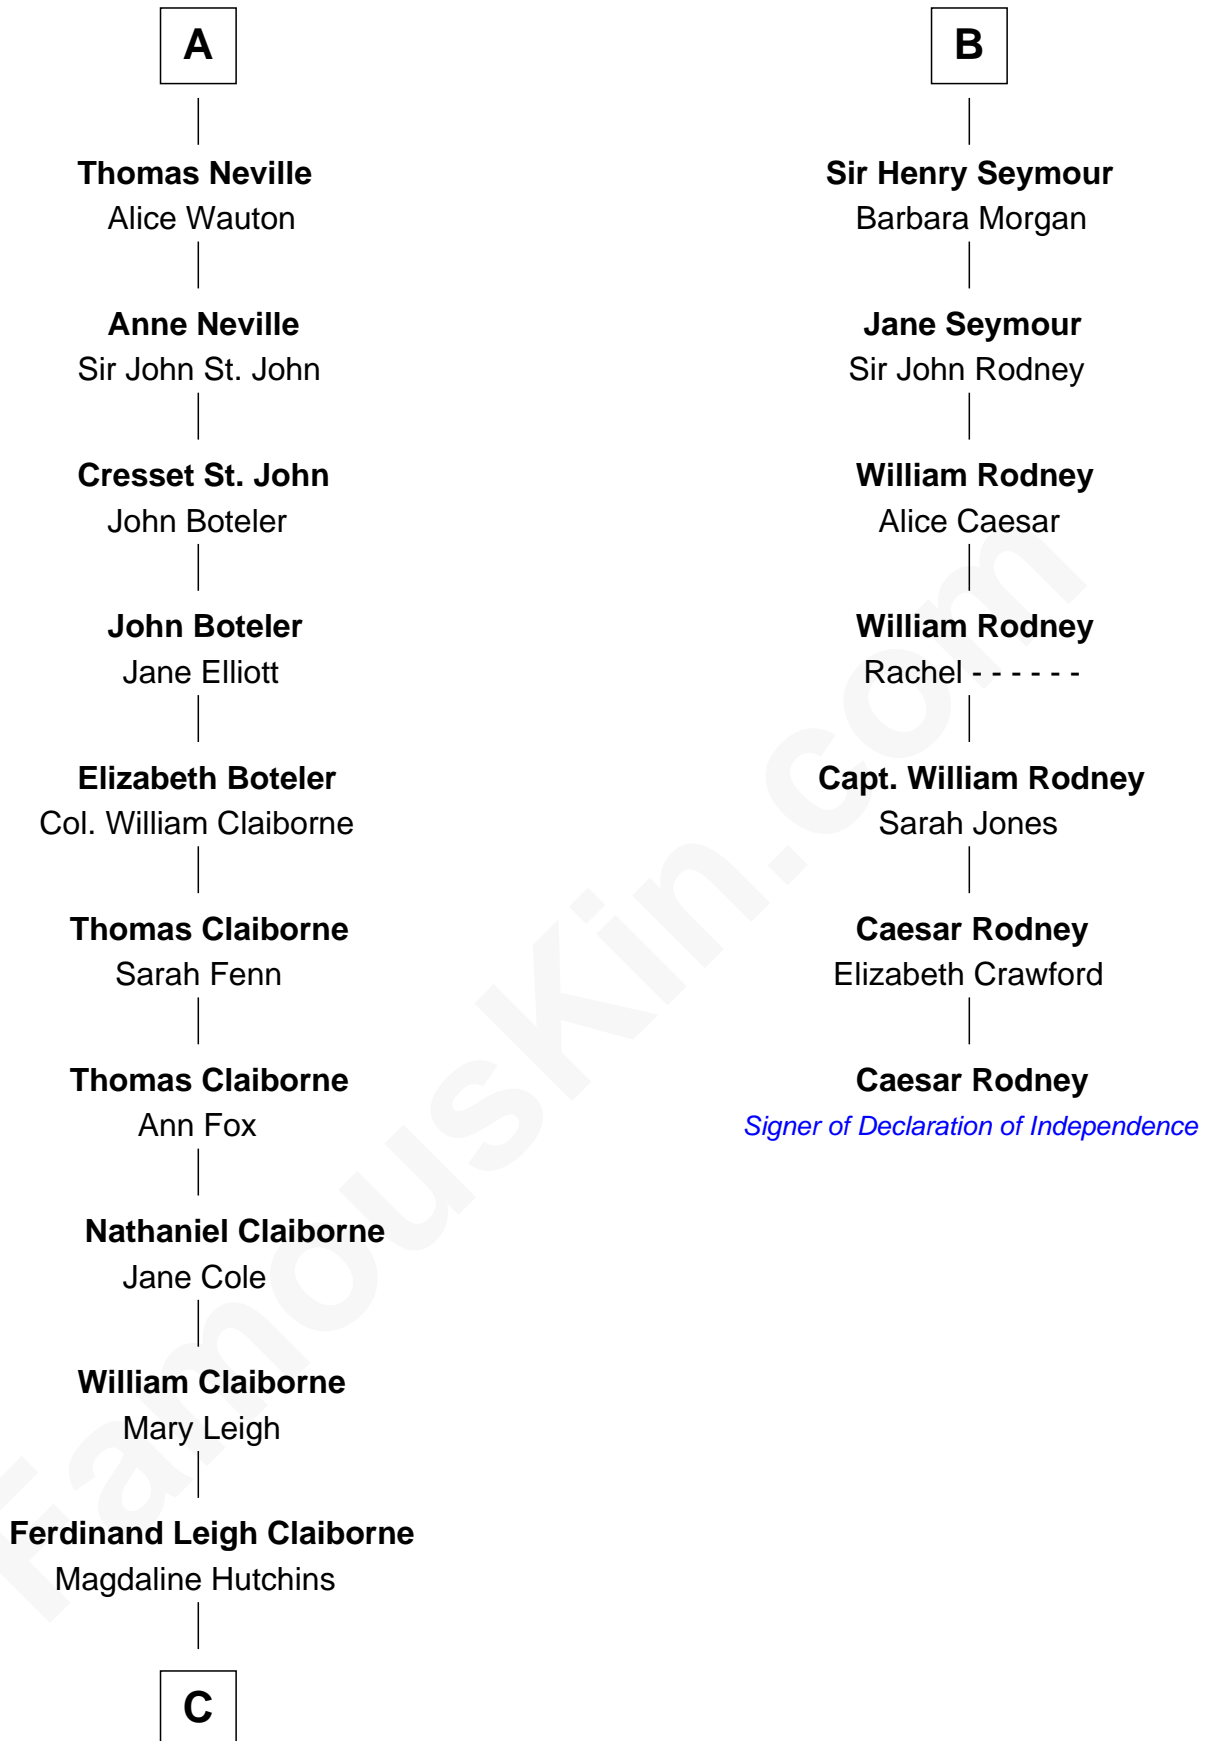 A
Thomas Neville
Alice Wauton
Anne Neville
Sir John St. John
Cresset St. John
John Boteler
John Boteler
Jane Elliott
Elizabeth Boteler
Col. William Claiborne
Thomas Claiborne
Sarah Fenn
Thomas Claiborne
Ann Fox
Nathaniel Claiborne
Jane Cole
William Claiborne
Mary Leigh
Ferdinand Leigh Claiborne
Magdaline Hutchins
C
B
Sir Henry Seymour
Barbara Morgan
Jane Seymour
Sir John Rodney
William Rodney
Alice Caesar
William Rodney
Rachel - - - - - -
Capt. William Rodney
Sarah Jones
Caesar Rodney
Elizabeth Crawford
Caesar Rodney
Signer of Declaration of Independence
FamousKin.com